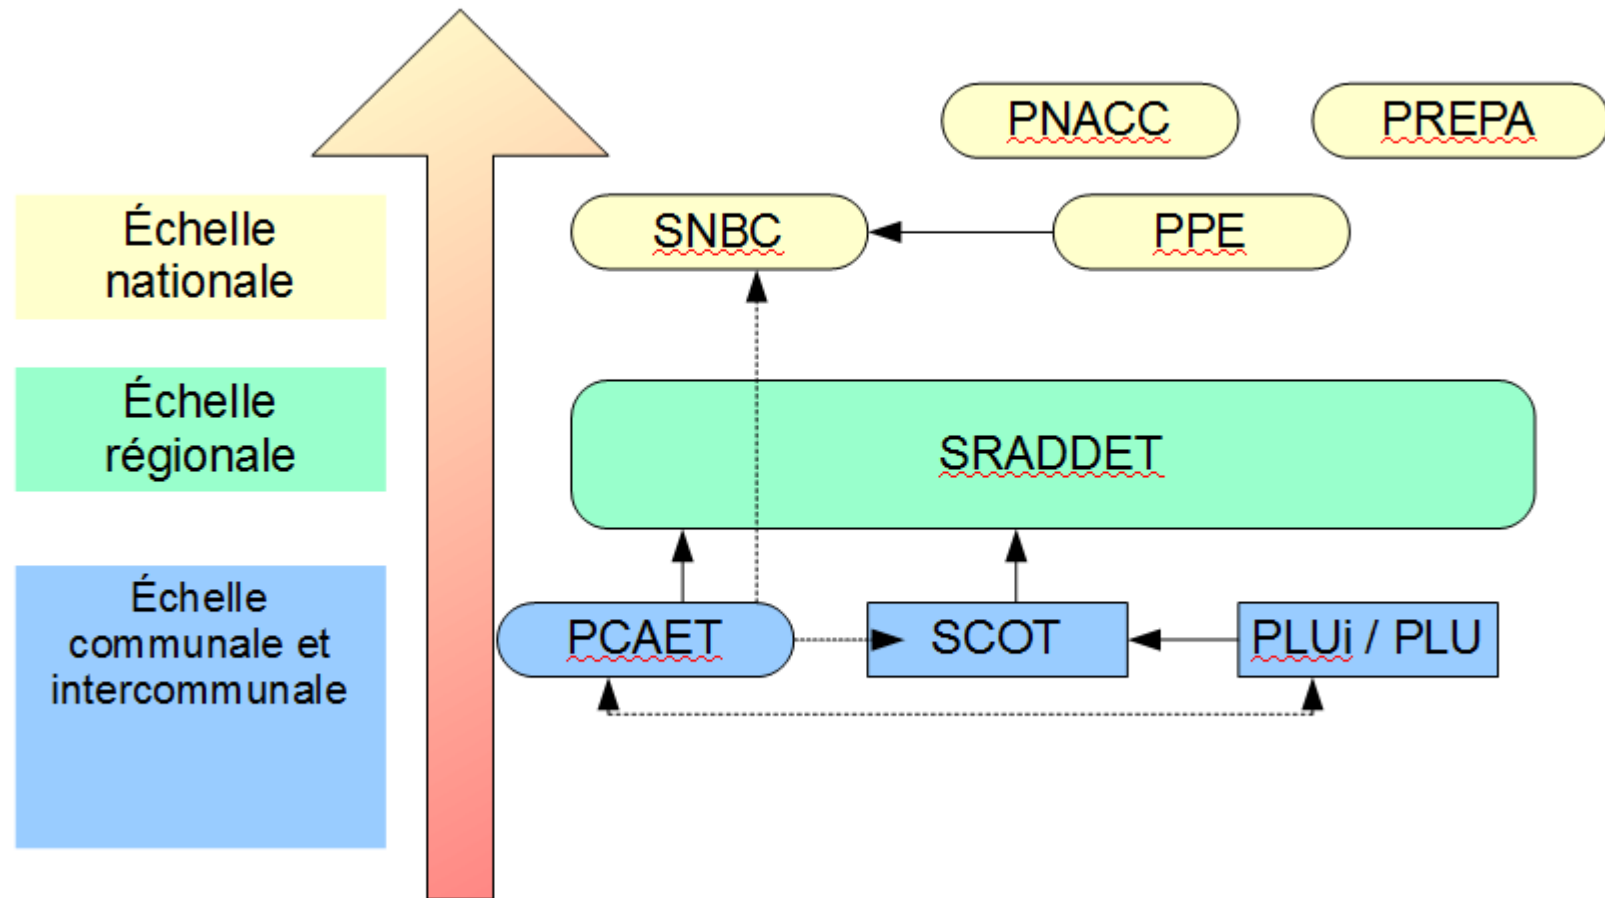 PNACC
PREPA
Échelle
nationale
SNBC
PPE
Échelle
régionale
SRADDET
Échelle
communale et
intercommunale
PCAET
SCOT
PLUi / PLU